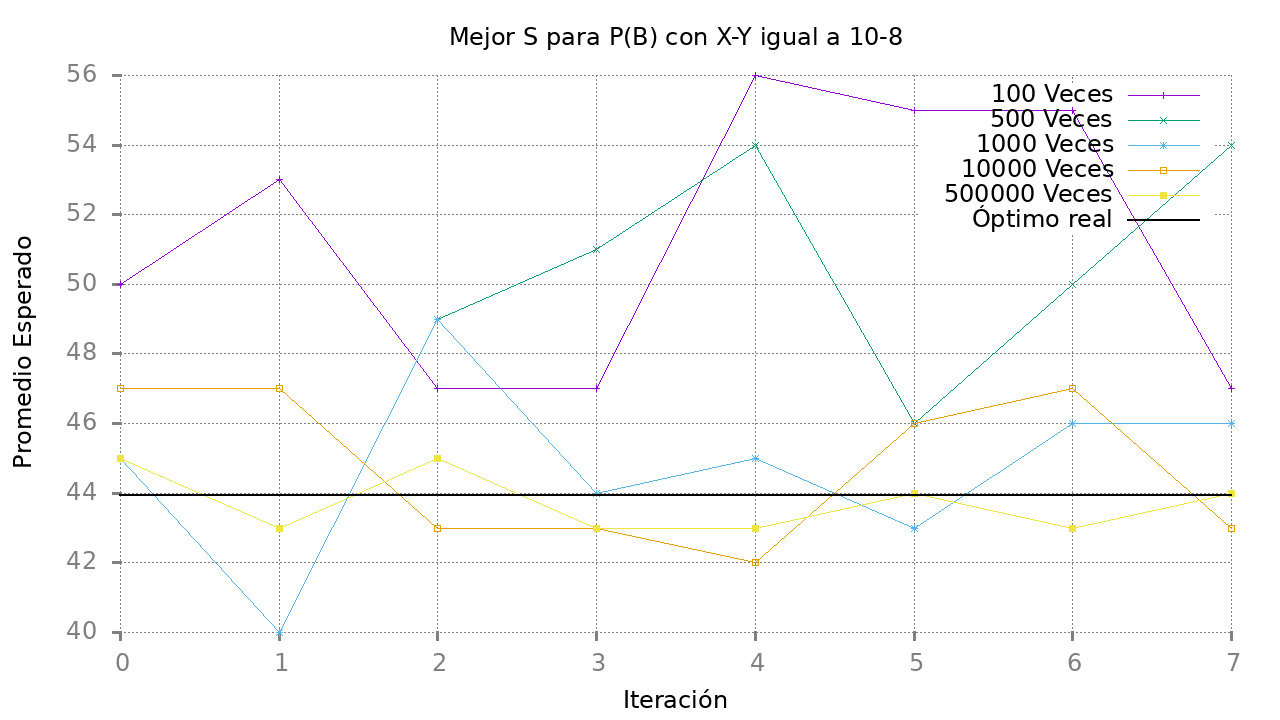 Mejor S para P(B) con X-Y igual a 10-8
56
54
52
50
48
46
44
42
40
Promedio Esperado
100 Veces
500 Veces
1000 Veces
10000 Veces
500000 Veces
Óptimo real
0 1 2 3 4 5 6 7
Iteración